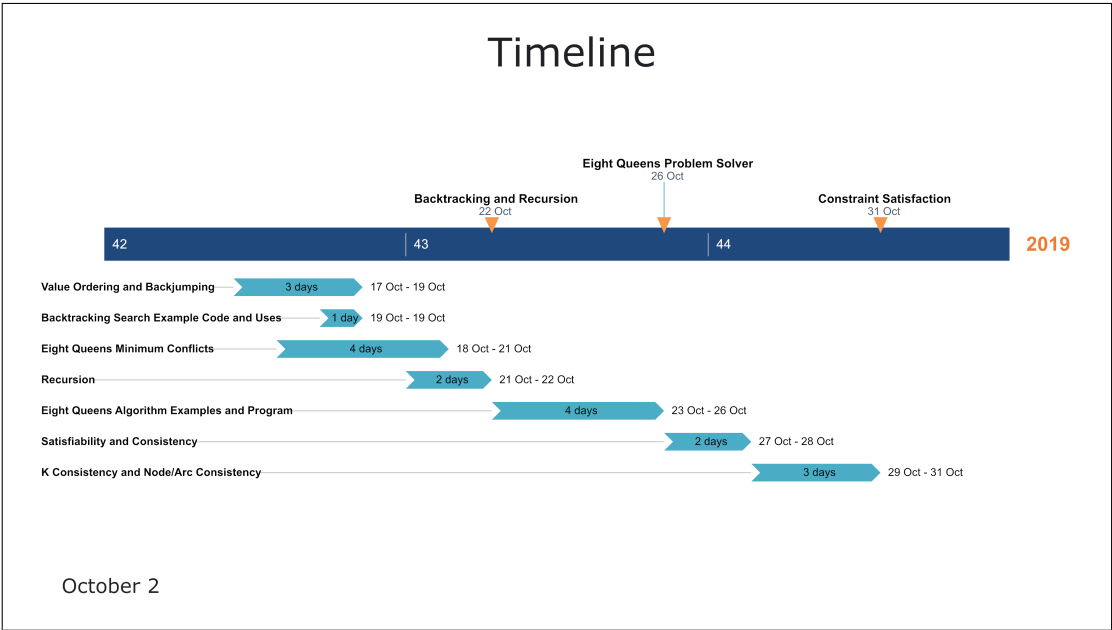 Timeline
Eight Queens Problem Solver
26 Oct
Backtracking and Recursion
22 Oct
Constraint Satisfaction
31 Oct
42 43 44 2019
Value Ordering and Backjumping 3 days 17 Oct - 19 Oct
Backtracking Search Example Code and Uses 1 day 19 Oct - 19 Oct
Eight Queens Minimum Conflicts 4 days 18 Oct - 21 Oct
Recursion 2 days 21 Oct - 22 Oct
Eight Queens Algorithm Examples and Program 4 days 23 Oct - 26 Oct
Satisfiability and Consistency 2 days 27 Oct - 28 Oct
K Consistency and Node/Arc Consistency 3 days 29 Oct - 31 Oct
October 2